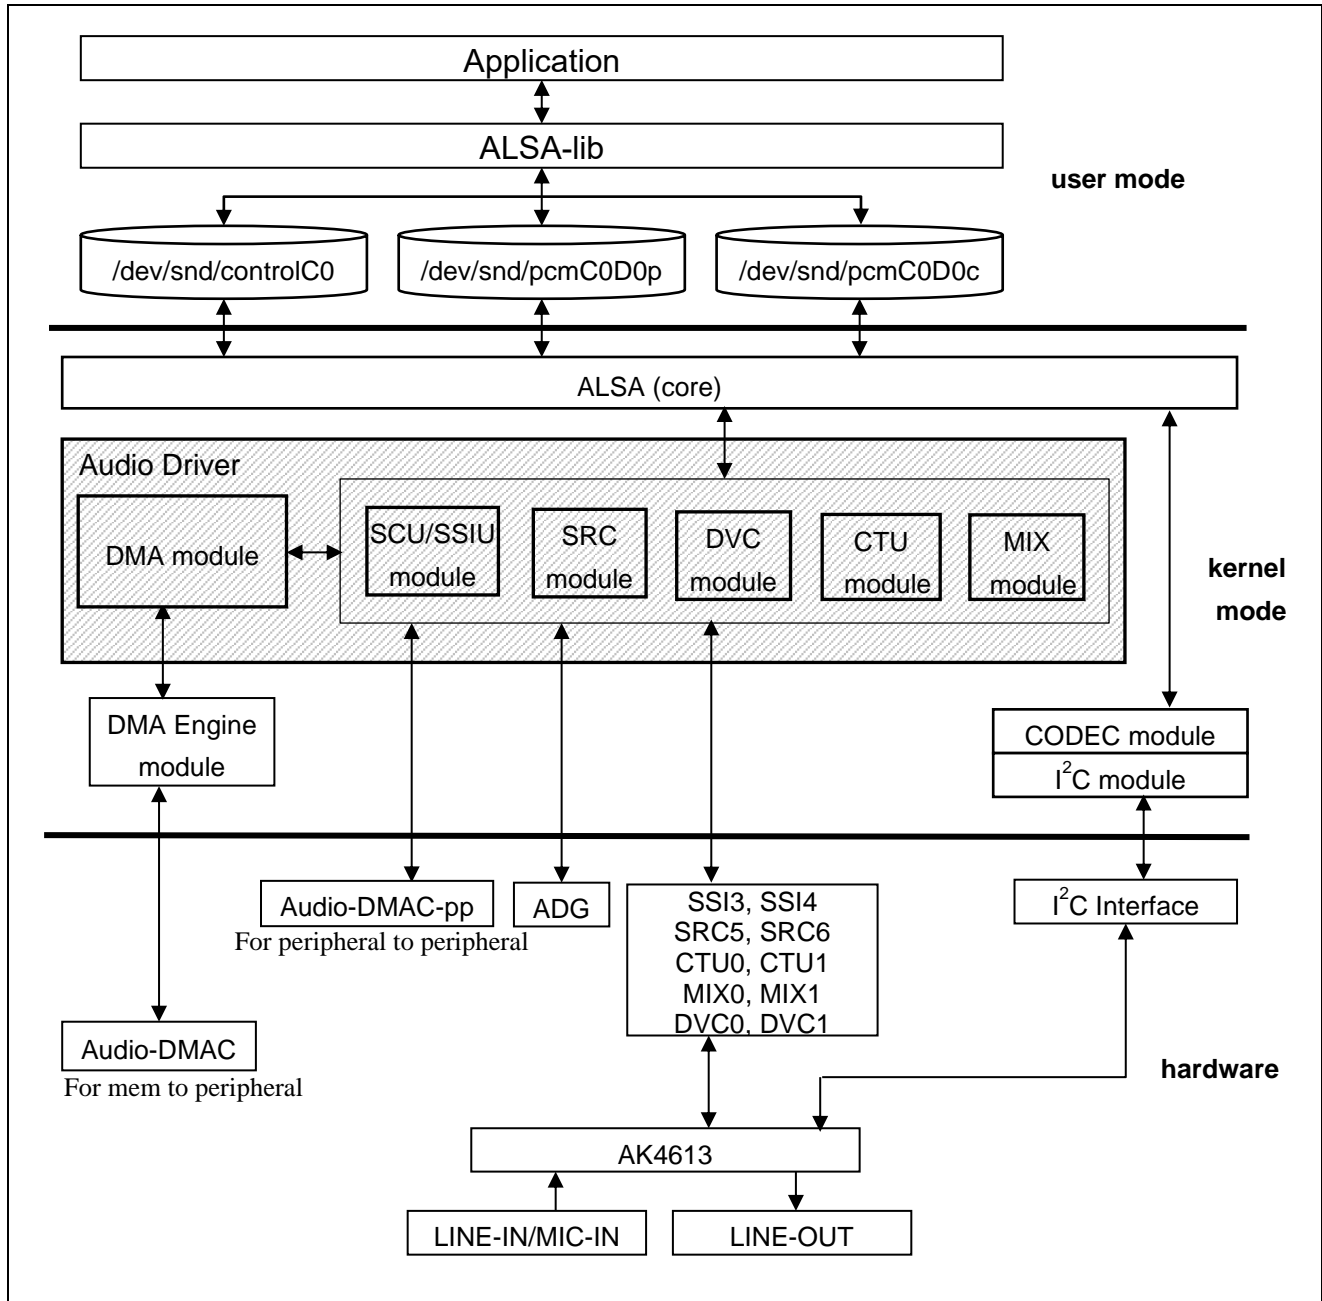 Application
ALSA-lib
user mode
/dev/snd/controlC0
/dev/snd/pcmC0D0p
/dev/snd/pcmC0D0c
ALSA (core)
Audio Driver
DMA module
SCU/SSIU
module
SRC
module
DVC
module
CTU
module
MIX
module
kernel
mode
DMA Engine
module
CODEC module
I²C module
Audio-DMAC-pp
For peripheral to peripheral
ADG
SSI3, SSI4
SRC5, SRC6
CTU0, CTU1
MIX0, MIX1
DVC0, DVC1
I²C Interface
Audio-DMAC
For mem to peripheral
hardware
AK4613
LINE-IN/MIC-IN
LINE-OUT